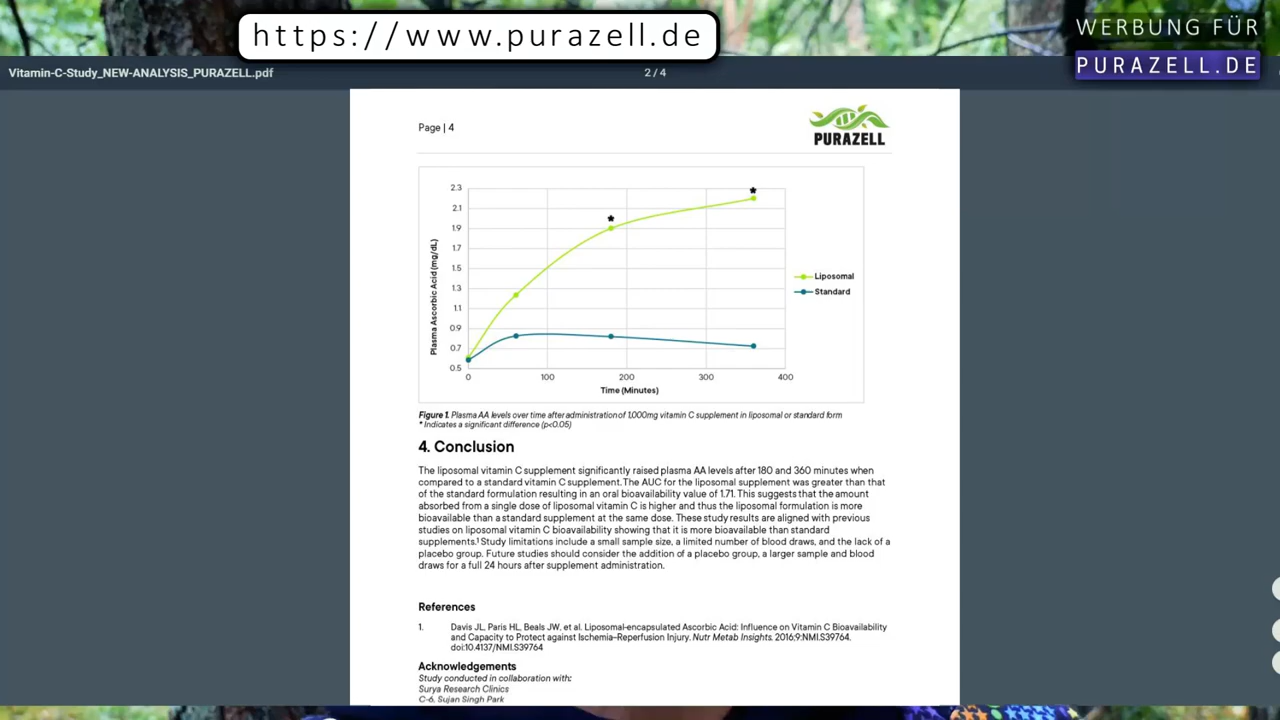 https://www.purazell.de
WERBUNG FÜR
PURAZELL.DE
Vitamin-C-Study_NEW-ANALYSIS_PURAZELL.pdf
2 / 4
Page | 4
PURAZELL
2.3
2.1
1.9
1.7
1.5
1.3
1.1
0.9
0.7
0.5
Plasma Ascorbic Acid (mg/dL)
*
*
Liposomal
Standard
0 100 200 300 400
Time (Minutes)
Figure 1. Plasma AA levels over time after administration of 1,000mg vitamin C supplement in liposomal or standard form
* Indicates a significant difference (p<0.05)
4. Conclusion
The liposomal vitamin C supplement significantly raised plasma AA levels after 180 and 360 minutes when
compared to a standard vitamin C supplement. The AUC for the liposomal supplement was greater than that
of the standard formulation resulting in an oral bioavailability value of 1.71. This suggests that the amount
absorbed from a single dose of liposomal vitamin C is higher and thus the liposomal formulation is more
bioavailable than a standard supplement at the same dose. These study results are aligned with previous
studies on liposomal vitamin C bioavailability showing that it is more bioavailable than standard
supplements.¹ Study limitations include a small sample size, a limited number of blood draws, and the lack of a
placebo group. Future studies should consider the addition of a placebo group, a larger sample and blood
draws for a full 24 hours after supplement administration.
References
1. Davis JL, Paris HL, Beals JW, et al. Liposomal-encapsulated Ascorbic Acid: Influence on Vitamin C Bioavailability
and Capacity to Protect against Ischemia–Reperfusion Injury. Nutr Metab Insights. 2016;9:NMI.S39764.
doi:10.4137/NMI.S39764
Acknowledgements
Study conducted in collaboration with:
Surya Research Clinics
C-6, Sujan Singh Park